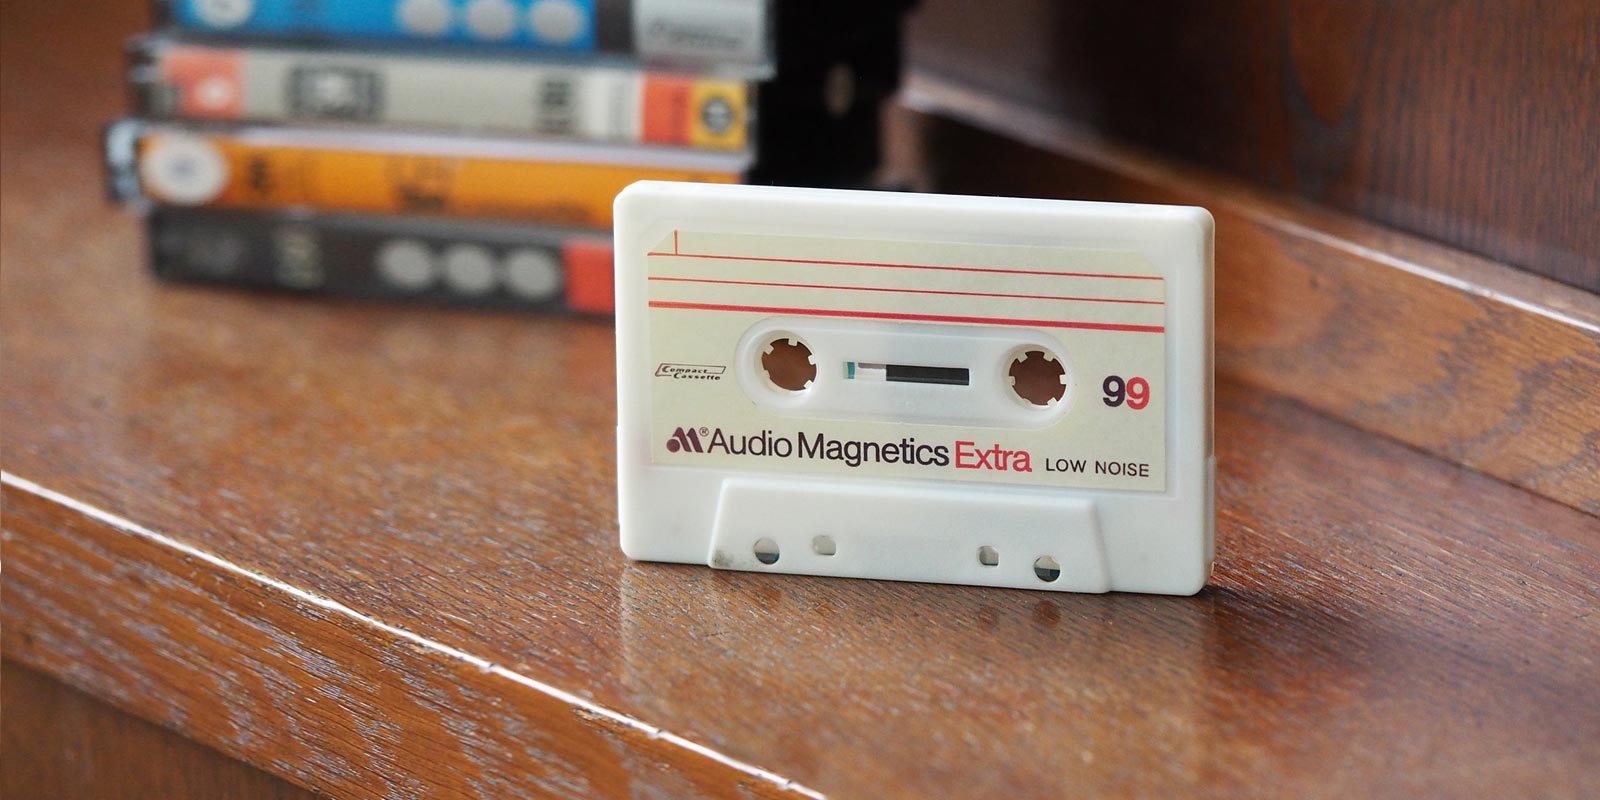 Compact
Cassette
99
® Audio Magnetics Extra LOW NOISE